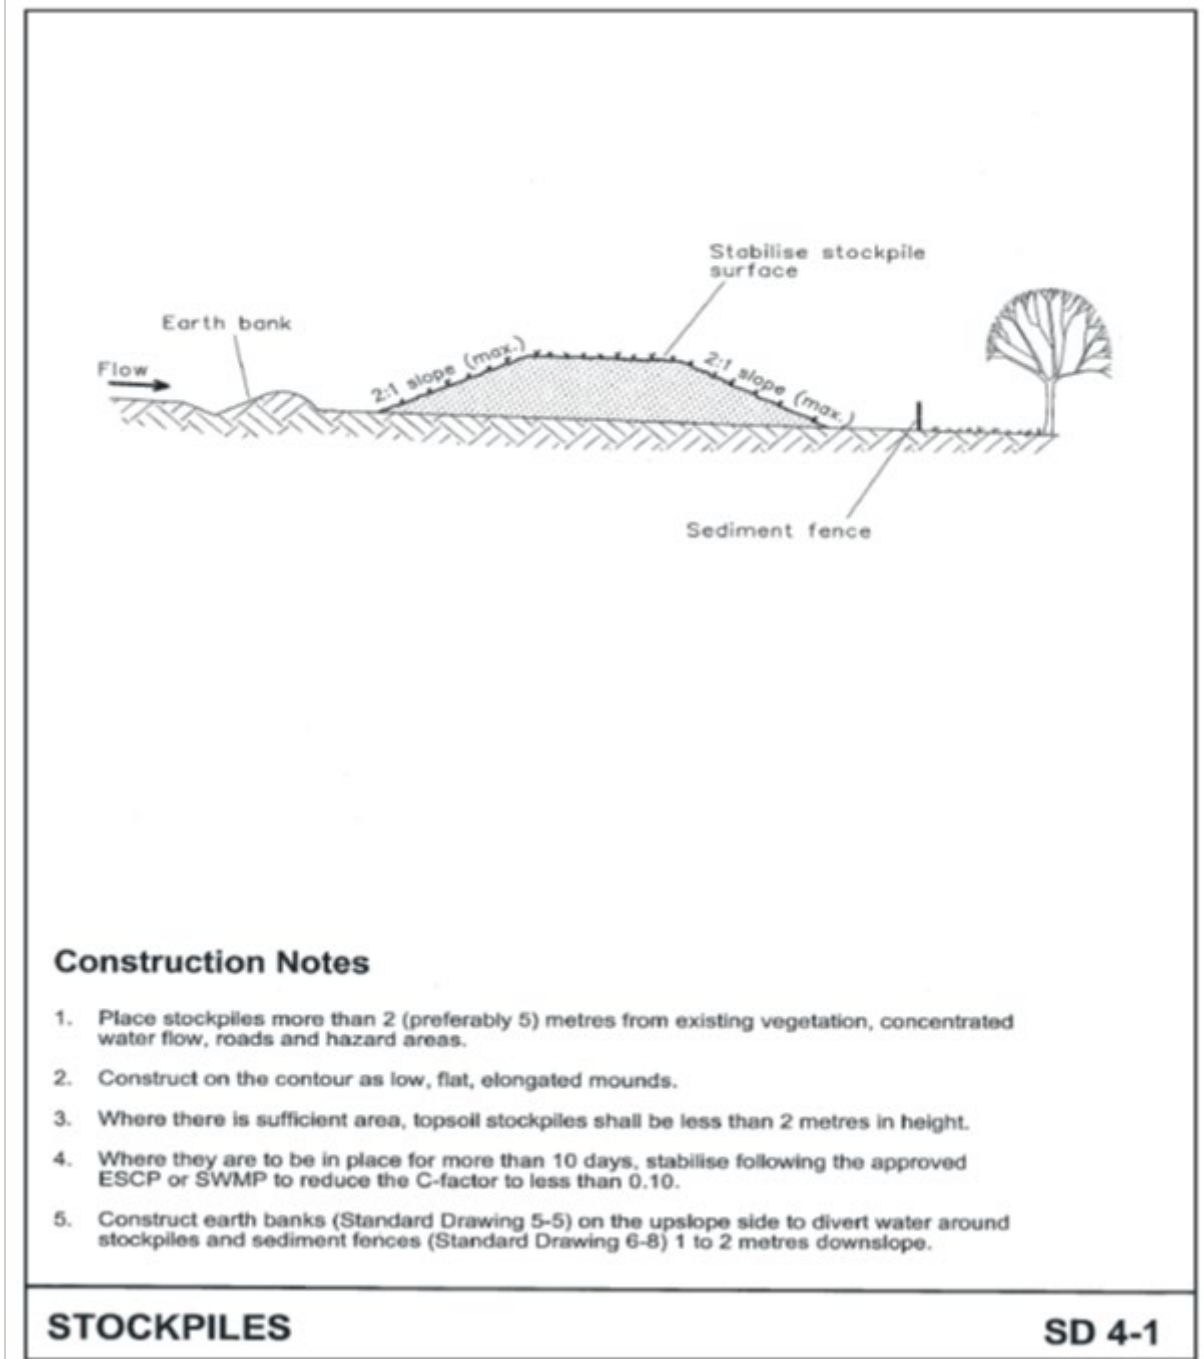 Stabilise stockpile
surface
Earth bank
Flow
2:1 slope (max.)
2:1 slope (max.)
Sediment fence
Construction Notes
1. Place stockpiles more than 2 (preferably 5) metres from existing vegetation, concentrated
water flow, roads and hazard areas.
2. Construct on the contour as low, flat, elongated mounds.
3. Where there is sufficient area, topsoil stockpiles shall be less than 2 metres in height.
4. Where they are to be in place for more than 10 days, stabilise following the approved
ESCP or SWMP to reduce the C-factor to less than 0.10.
5. Construct earth banks (Standard Drawing 5-5) on the upslope side to divert water around
stockpiles and sediment fences (Standard Drawing 6-8) 1 to 2 metres downslope.
STOCKPILES
SD 4-1